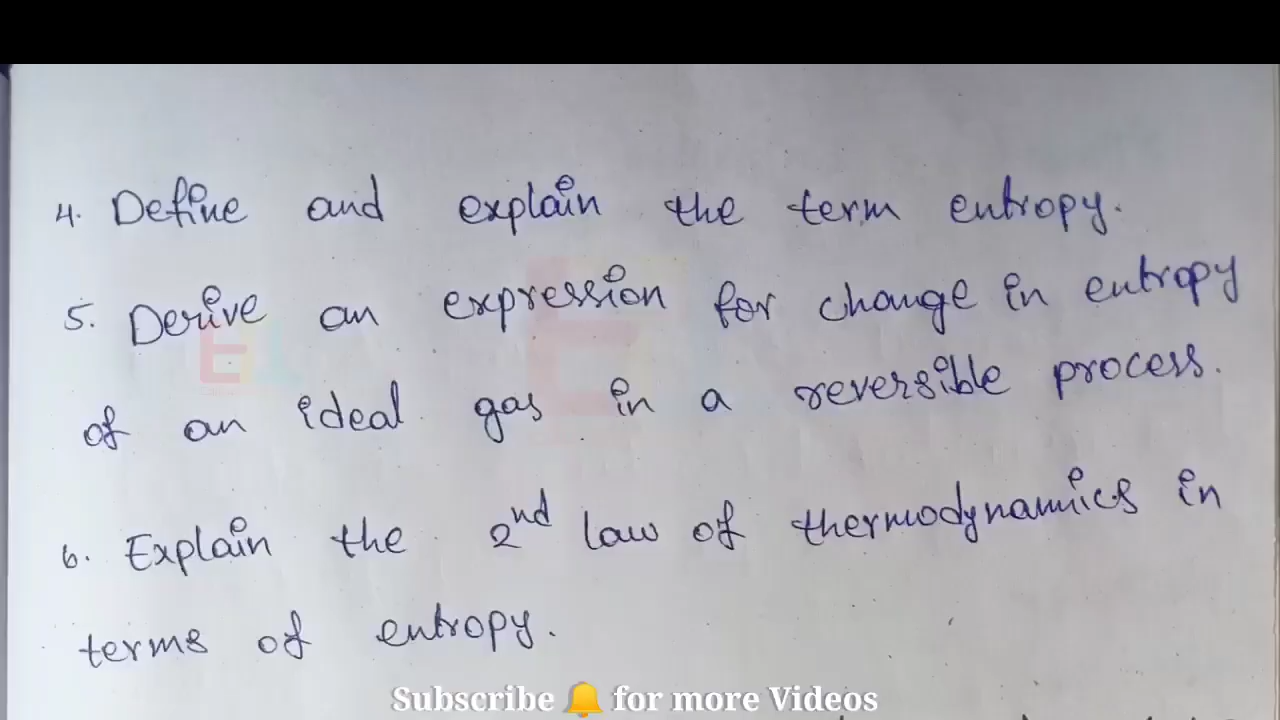 4. Define and explain the term entropy.
5. Derive an expression for change in entropy
of an ideal gas in a reversible process.
6. Explain the 2nd law of thermodynamics in
terms of entropy.
Subscribe 🔔 for more Videos